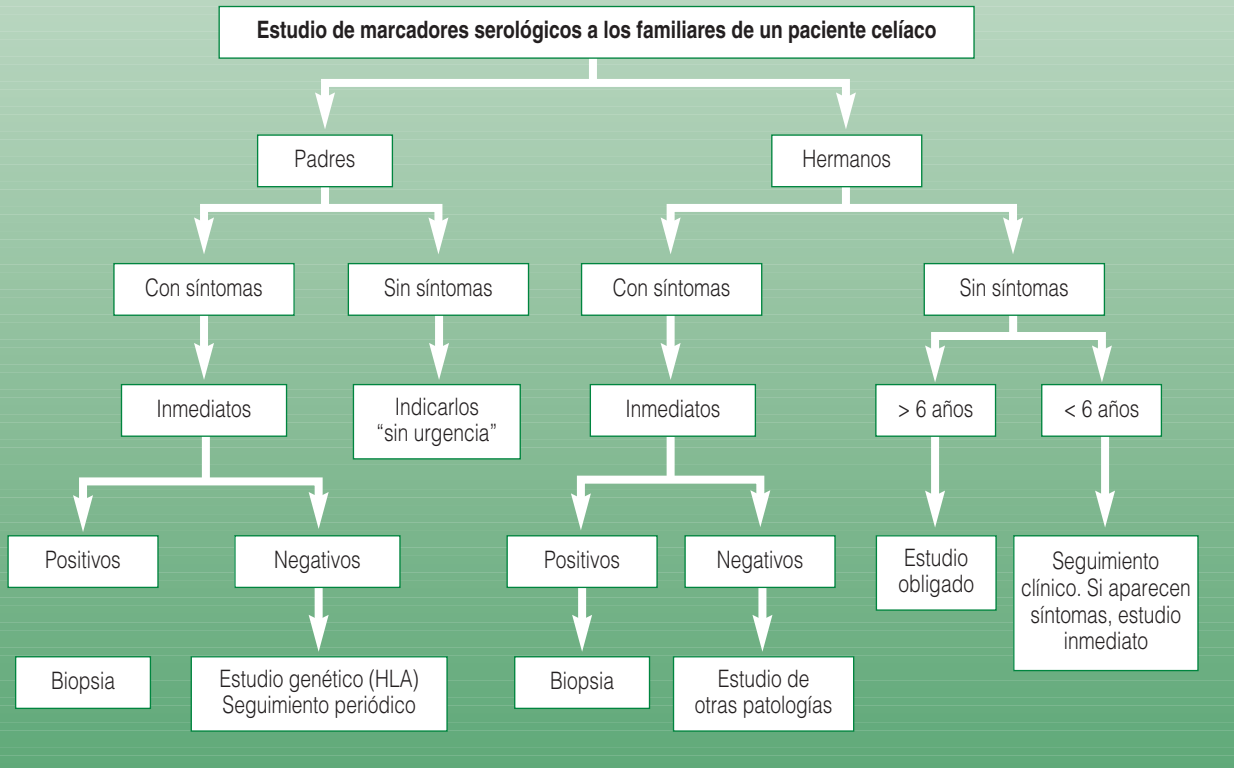 Estudio de marcadores serológicos a los familiares de un paciente celíaco
Padres
Hermanos
Con síntomas
Sin síntomas
Con síntomas
Sin síntomas
Inmediatos
Indicarlos
“sin urgencia”
Inmediatos
> 6 años
< 6 años
Positivos
Negativos
Positivos
Negativos
Estudio
obligado
Seguimiento
clínico. Si aparecen
síntomas, estudio
inmediato
Biopsia
Estudio genético (HLA)
Seguimiento periódico
Biopsia
Estudio de
otras patologías